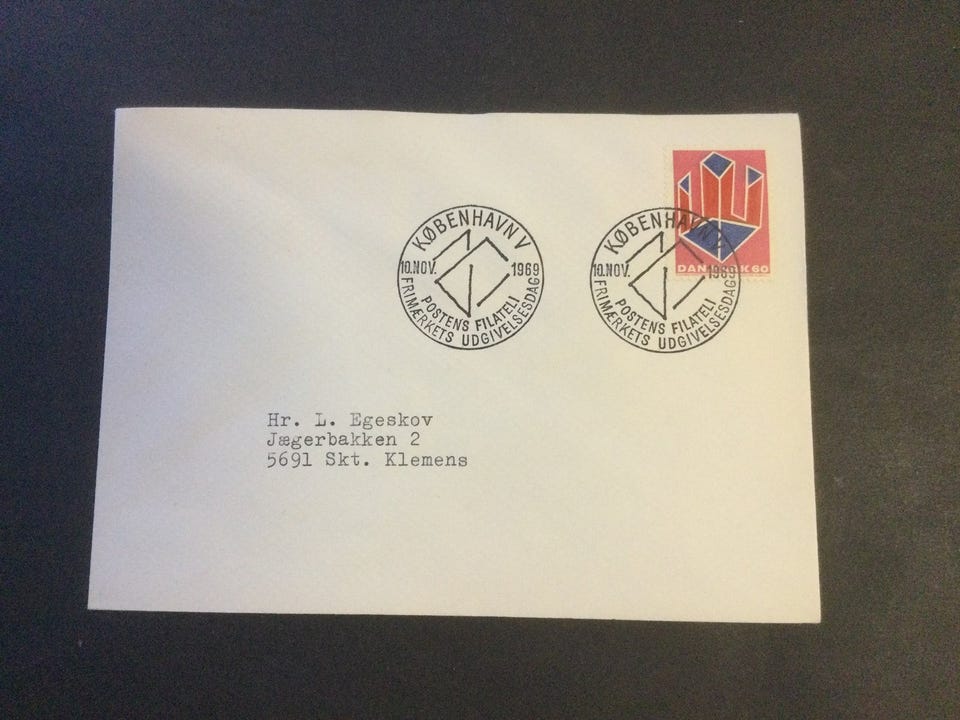 KØBENHAVN V
10.NOV. 1969
POSTENS FILATELI
FRIMÆRKETS UDGIVELSESDAG
KØBENHAVN V
10.NOV. 1969
POSTENS FILATELI
FRIMÆRKETS UDGIVELSESDAG
60
Hr. L. Egeskov
Jægerbakken 2
5691 Skt. Klemens